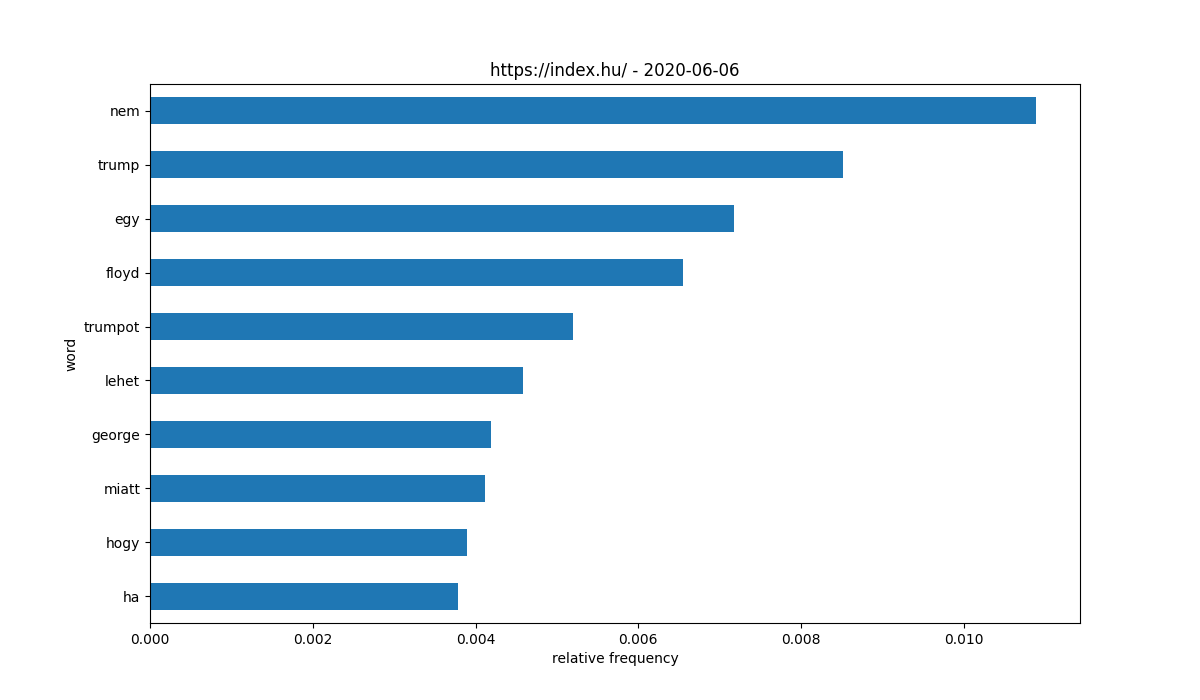 https://index.hu/ - 2020-06-06
nem
trump
egy
floyd
trumpot
lehet
george
miatt
hogy
ha
word
0.000 0.002 0.004 0.006 0.008 0.010
relative frequency